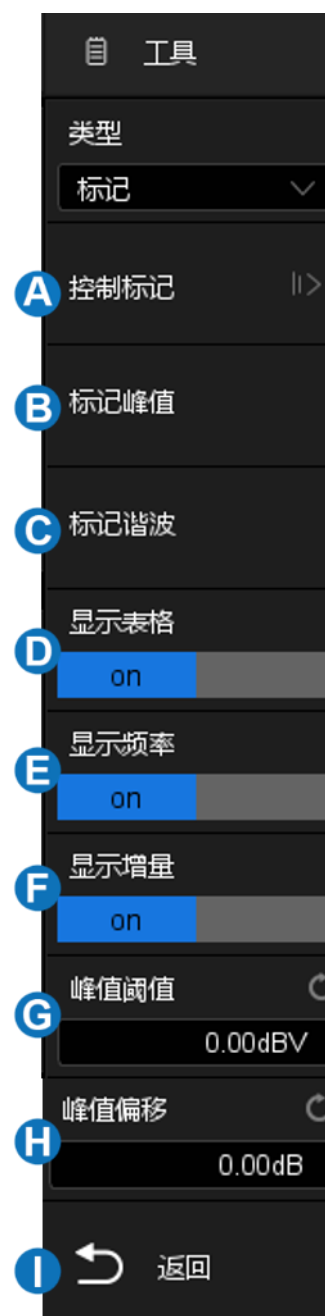 工具
类型
标记
A 控制标记
B 标记峰值
C 标记谐波
显示表格
D on
显示频率
E on
显示增量
F on
峰值阈值
G 0.00dBV
峰值偏移
H 0.00dB
I 返回